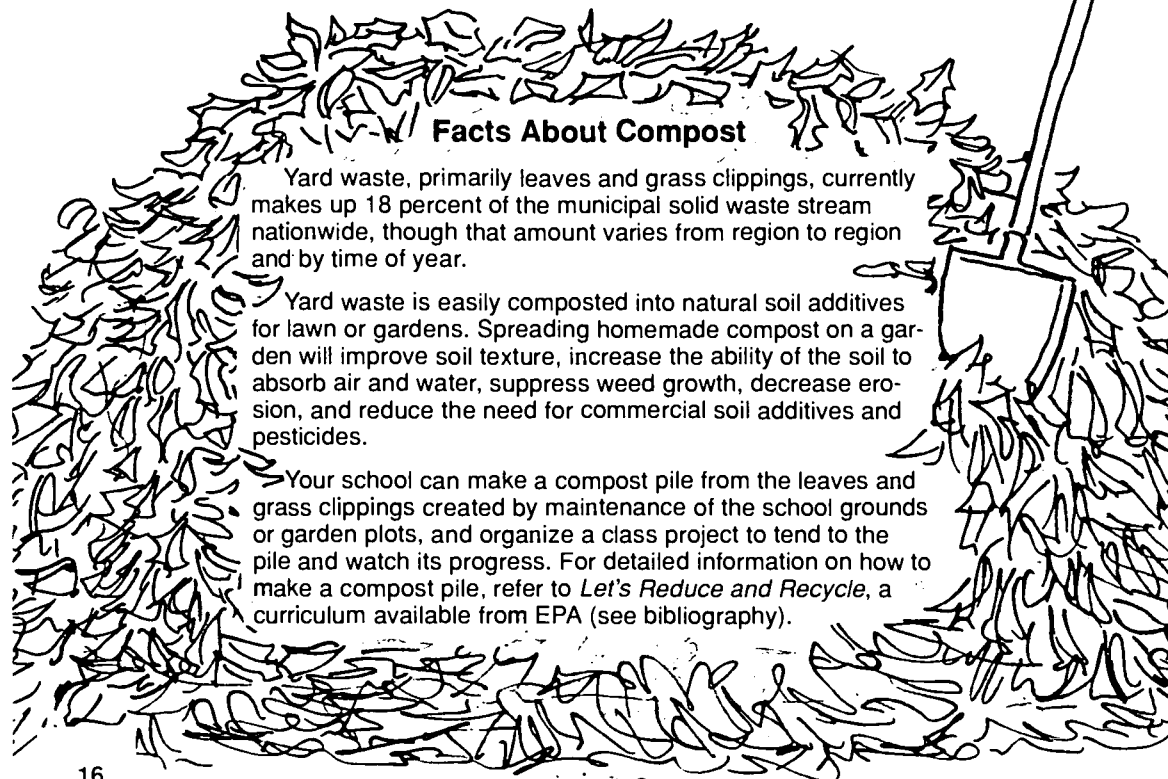 Facts About Compost
Yard waste, primarily leaves and grass clippings, currently
makes up 18 percent of the municipal solid waste stream
nationwide, though that amount varies from region to region
and by time of year.
Yard waste is easily composted into natural soil additives
for lawn or gardens. Spreading homemade compost on a gar-
den will improve soil texture, increase the ability of the soil to
absorb air and water, suppress weed growth, decrease ero-
sion, and reduce the need for commercial soil additives and
pesticides.
Your school can make a compost pile from the leaves and
grass clippings created by maintenance of the school grounds
or garden plots, and organize a class project to tend to the
pile and watch its progress. For detailed information on how to
make a compost pile, refer to Let's Reduce and Recycle, a
curriculum available from EPA (see bibliography).
16